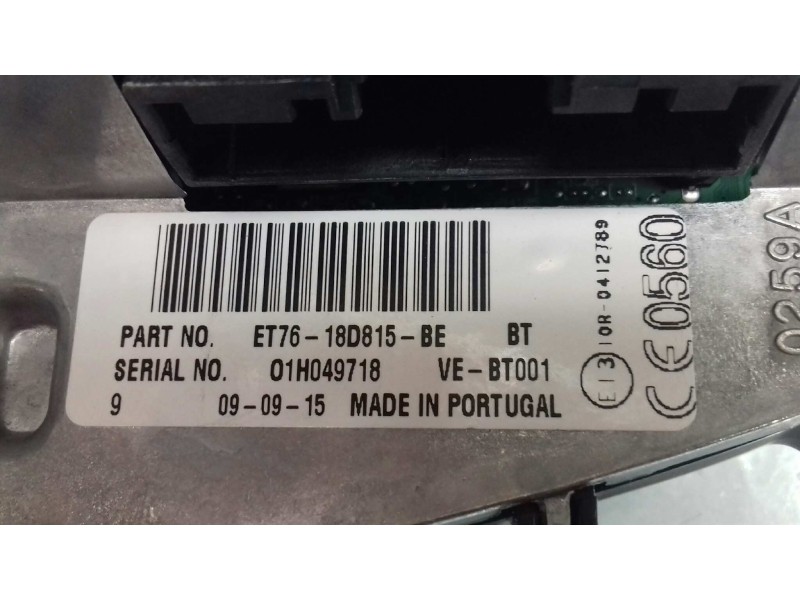 PART NO. ET76-18D815-BE BT
SERIAL NO. 01H049718 VE-BT001
9 09-09-15 MADE IN PORTUGAL
E13 10R-0412789
CE0560
0259A